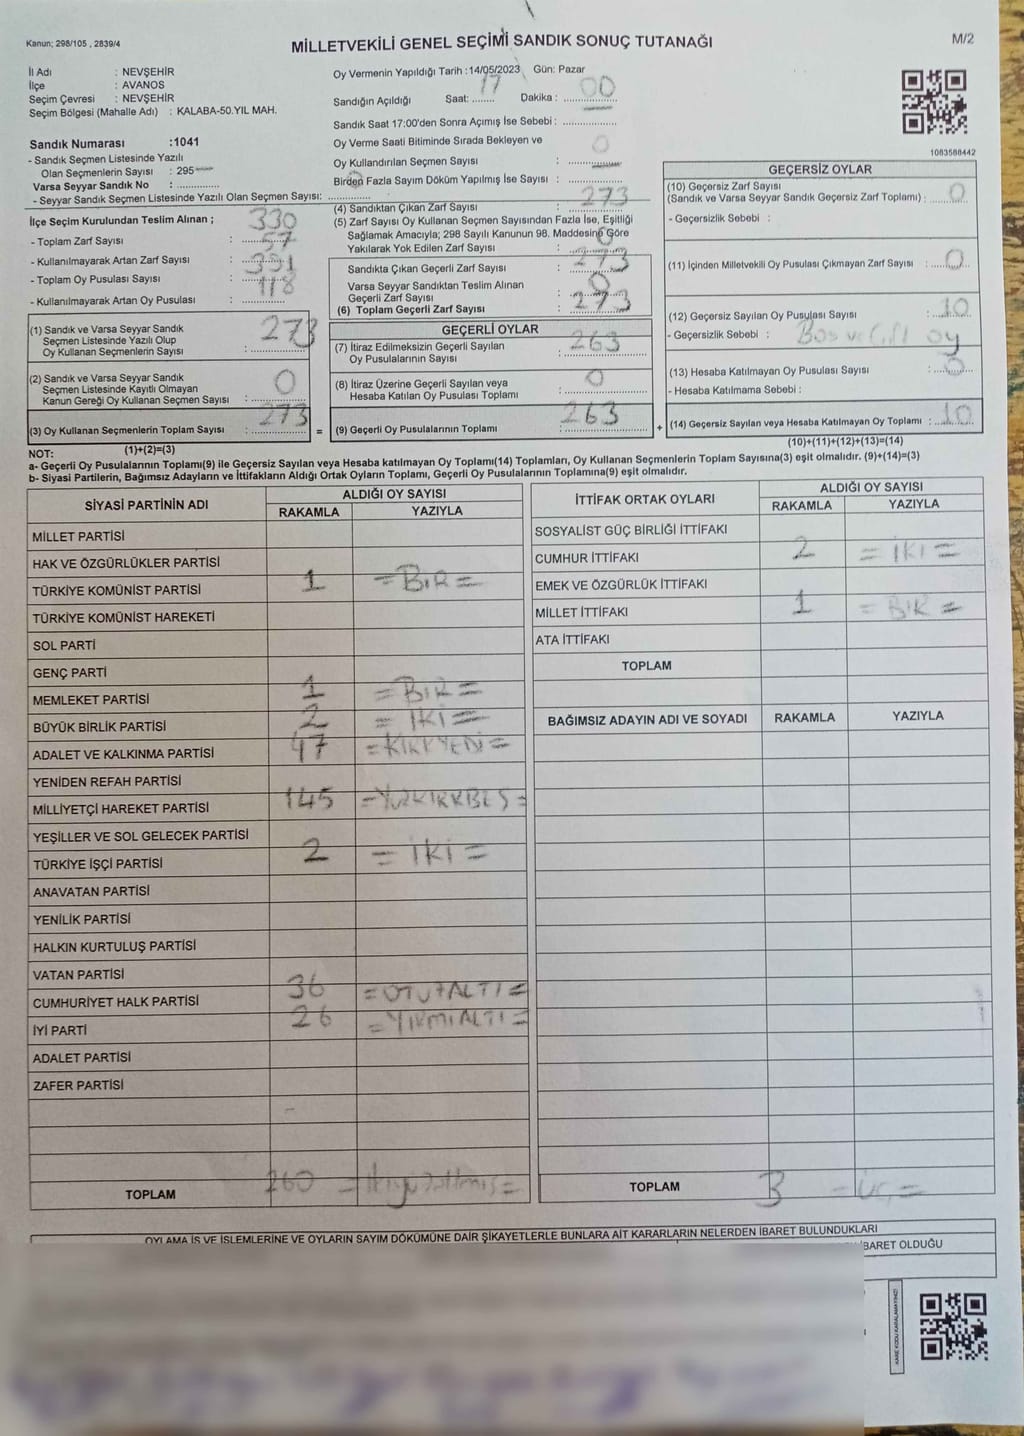 Kanun; 298/105 , 2839/4
MİLLETVEKİLİ GENEL SEÇİMİ SANDIK SONUÇ TUTANAĞI
M/2
İl Adı : NEVŞEHİR
İlçe : AVANOS
Seçim Çevresi : NEVŞEHİR
Seçim Bölgesi (Mahalle Adı) : KALABA-50.YIL MAH.
Sandık Numarası :1041
- Sandık Seçmen Listesinde Yazılı
Olan Seçmenlerin Sayısı : 295
Varsa Seyyar Sandık No :
- Seyyar Sandık Seçmen Listesinde Yazılı Olan Seçmen Sayısı:
Oy Vermenin Yapıldığı Tarih :14/05/2023 Gün: Pazar
Sandığın Açıldığı Saat: 17 Dakika : 00
Sandık Saat 17:00'den Sonra Açımış İse Sebebi :
Oy Verme Saati Bitiminde Sırada Bekleyen ve
Oy Kullandırılan Seçmen Sayısı : 0
Birden Fazla Sayım Döküm Yapılmış İse Sayısı :
1083588442
İlçe Seçim Kurulundan Teslim Alınan ;
- Toplam Zarf Sayısı : 330
- Kullanılmayarak Artan Zarf Sayısı : 57
- Toplam Oy Pusulası Sayısı : 391
- Kullanılmayarak Artan Oy Pusulası : 118
(1) Sandık ve Varsa Seyyar Sandık
Seçmen Listesinde Yazılı Olup
Oy Kullanan Seçmenlerin Sayısı : 273
(2) Sandık ve Varsa Seyyar Sandık
Seçmen Listesinde Kayıtlı Olmayan
Kanun Gereği Oy Kullanan Seçmen Sayısı : 0
(3) Oy Kullanan Seçmenlerin Toplam Sayısı : 273
(1)+(2)=(3)
(4) Sandıktan Çıkan Zarf Sayısı : 273
(5) Zarf Sayısı Oy Kullanan Seçmen Sayısından Fazla İse, Eşitliği
Sağlamak Amacıyla; 298 Sayılı Kanunun 98. Maddesine Göre
Yakılarak Yok Edilen Zarf Sayısı : 0
Sandıkta Çıkan Geçerli Zarf Sayısı : 273
Varsa Seyyar Sandıktan Teslim Alınan
Geçerli Zarf Sayısı : 0
(6) Toplam Geçerli Zarf Sayısı : 273
GEÇERLİ OYLAR
(7) İtiraz Edilmeksizin Geçerli Sayılan
Oy Pusulalarının Sayısı : 263
(8) İtiraz Üzerine Geçerli Sayılan veya
Hesaba Katılan Oy Pusulası Toplamı : 0
= (9) Geçerli Oy Pusulalarının Toplamı : 263
GEÇERSİZ OYLAR
(10) Geçersiz Zarf Sayısı
(Sandık ve Varsa Seyyar Sandık Geçersiz Zarf Toplamı) : 0
- Geçersizlik Sebebi :
(11) İçinden Milletvekili Oy Pusulası Çıkmayan Zarf Sayısı : 0
(12) Geçersiz Sayılan Oy Pusulası Sayısı : 10
- Geçersizlik Sebebi : Boş ve Çift oy
(13) Hesaba Katılmayan Oy Pusulası Sayısı : 0
- Hesaba Katılmama Sebebi :
+ (14) Geçersiz Sayılan veya Hesaba Katılmayan Oy Toplamı : 10
(10)+(11)+(12)+(13)=(14)
NOT:
a- Geçerli Oy Pusulalarının Toplamı(9) ile Geçersiz Sayılan veya Hesaba katılmayan Oy Toplamı(14) Toplamları, Oy Kullanan Seçmenlerin Toplam Sayısına(3) eşit olmalıdır. (9)+(14)=(3)
b- Siyasi Partilerin, Bağımsız Adayların ve İttifakların Aldığı Ortak Oyların Toplamı, Geçerli Oy Pusulalarının Toplamına(9) eşit olmalıdır.
SİYASİ PARTİNİN ADI
ALDIĞI OY SAYISI
RAKAMLA YAZIYLA
MİLLET PARTİSİ
HAK VE ÖZGÜRLÜKLER PARTİSİ
TÜRKİYE KOMÜNİST PARTİSİ 1 =BİR=
TÜRKİYE KOMÜNİST HAREKETİ
SOL PARTİ
GENÇ PARTİ
MEMLEKET PARTİSİ 1 =BİR=
BÜYÜK BİRLİK PARTİSİ 2 =İKİ=
ADALET VE KALKINMA PARTİSİ 47 =KIRKYEDİ=
YENİDEN REFAH PARTİSİ
MİLLİYETÇİ HAREKET PARTİSİ 145 =YÜZKIRKBEŞ=
YEŞİLLER VE SOL GELECEK PARTİSİ
TÜRKİYE İŞÇİ PARTİSİ 2 =İKİ=
ANAVATAN PARTİSİ
YENİLİK PARTİSİ
HALKIN KURTULUŞ PARTİSİ
VATAN PARTİSİ
CUMHURİYET HALK PARTİSİ 36 =OTUZALTI=
İYİ PARTİ 26 =YİRMİALTI=
ADALET PARTİSİ
ZAFER PARTİSİ
TOPLAM 260 =İkiyüzaltmış=
İTTİFAK ORTAK OYLARI
ALDIĞI OY SAYISI
RAKAMLA YAZIYLA
SOSYALİST GÜÇ BİRLİĞİ İTTİFAKI
CUMHUR İTTİFAKI 2 =İKİ=
EMEK VE ÖZGÜRLÜK İTTİFAKI
MİLLET İTTİFAKI 1 =BİR=
ATA İTTİFAKI
TOPLAM
BAĞIMSIZ ADAYIN ADI VE SOYADI RAKAMLA YAZIYLA
TOPLAM 3 =Üç=
OYLAMA İŞ VE İŞLEMLERİNE VE OYLARIN SAYIM DÖKÜMÜNE DAİR ŞİKAYETLERLE BUNLARA AİT KARARLARIN NELERDEN İBARET BULUNDUKLARI
İBARET OLDUĞU
KARE KODU KARALAMAYINIZ!